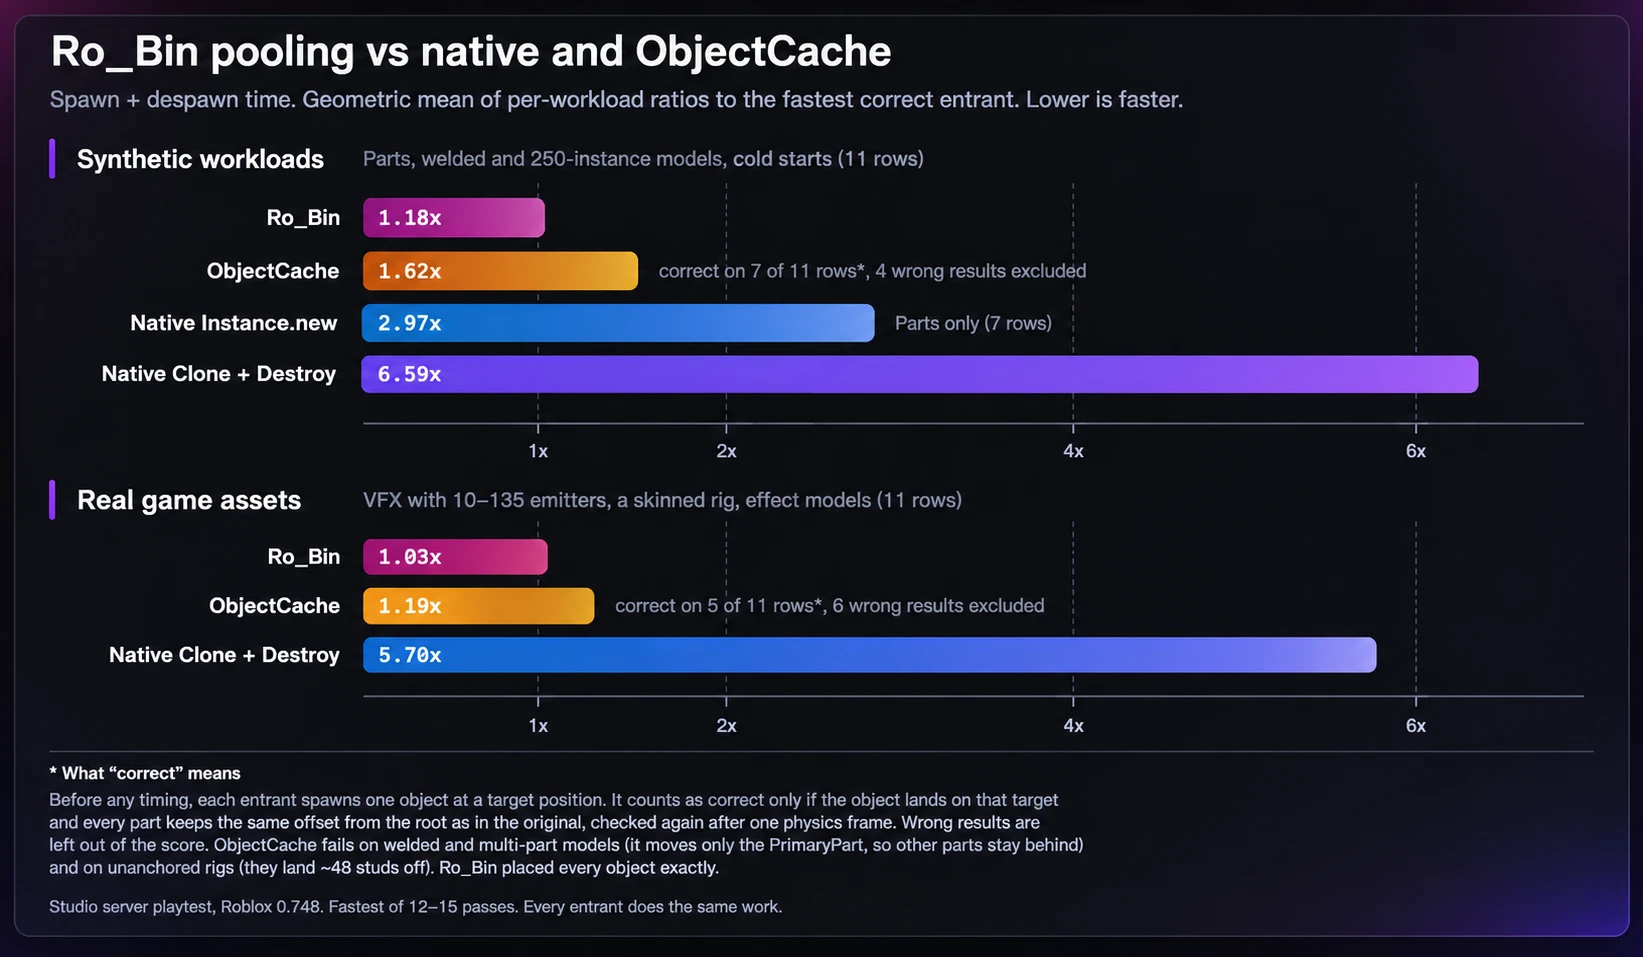 Ro_Bin pooling vs native and ObjectCache
Spawn + despawn time. Geometric mean of per-workload ratios to the fastest correct entrant. Lower is faster.
Synthetic workloads
Parts, welded and 250-instance models, cold starts (11 rows)
Ro_Bin
1.18x
ObjectCache
1.62x
correct on 7 of 11 rows*, 4 wrong results excluded
Native Instance.new
2.97x
Parts only (7 rows)
Native Clone + Destroy
6.59x
1x
2x
4x
6x
Real game assets
VFX with 10–135 emitters, a skinned rig, effect models (11 rows)
Ro_Bin
1.03x
ObjectCache
1.19x
correct on 5 of 11 rows*, 6 wrong results excluded
Native Clone + Destroy
5.70x
1x
2x
4x
6x
* What “correct” means
Before any timing, each entrant spawns one object at a target position. It counts as correct only if the object lands on that target
and every part keeps the same offset from the root as in the original, checked again after one physics frame. Wrong results are
left out of the score. ObjectCache fails on welded and multi-part models (it moves only the PrimaryPart, so other parts stay behind)
and on unanchored rigs (they land ~48 studs off). Ro_Bin placed every object exactly.
Studio server playtest, Roblox 0.748. Fastest of 12–15 passes. Every entrant does the same work.